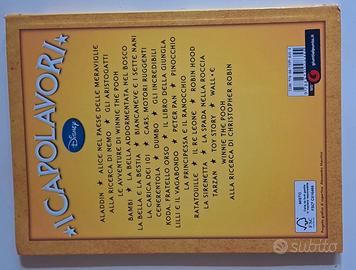 I CAPOLAVORI
Disney
ALADDIN * ALICE NEL PAESE DELLE MERAVIGLIE
ALLA RICERCA DI NEMO * GLI ARISTOGATTI
LE AVVENTURE DI WINNIE THE POOH
BAMBI * LA BELLA ADDORMENTATA NEL BOSCO
LA BELLA E LA BESTIA * BIANCANEVE E I SETTE NANI
LA CARICA DEI 101 * CARS. MOTORI RUGGENTI
CENERENTOLA * DUMBO * GLI INCREDIBILI
KODA, FRATELLO ORSO * IL LIBRO DELLA GIUNGLA
LILLI E IL VAGABONDO * PETER PAN * PINOCCHIO
LA PRINCIPESSA E IL RANOCCHIO
RATATOUILLE * IL RE LEONE * ROBIN HOOD
LA SIRENETTA * LA SPADA NELLA ROCCIA
TARZAN * TOY STORY * WALL•E
WINNIE THE POOH
ALLA RICERCA DI CHRISTOPHER ROBIN
MISTO
FSC
subito